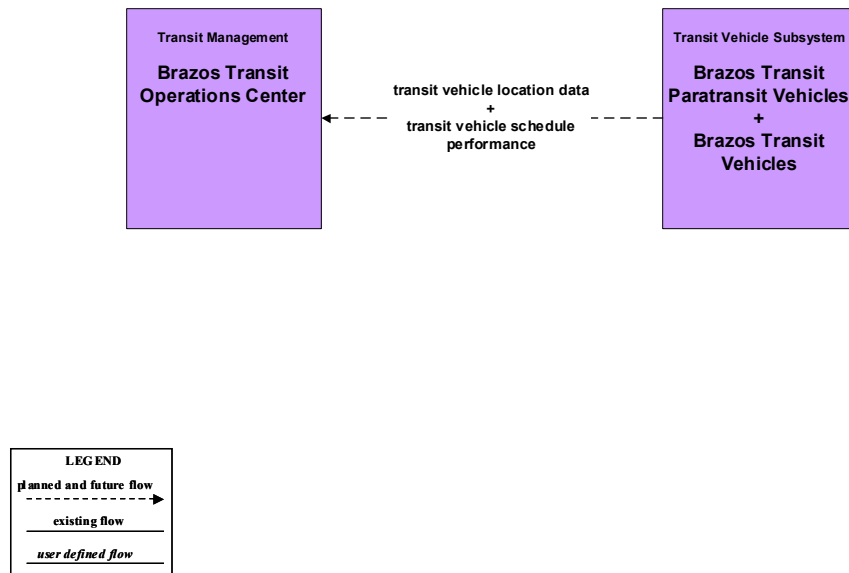 Transit Management
Brazos Transit
Operations Center
transit vehicle location data
+
transit vehicle schedule
performance
Transit Vehicle Subsystem
Brazos Transit
Paratransit Vehicles
+
Brazos Transit
Vehicles
LEGEND
planned and future flow
existing flow
user defined flow